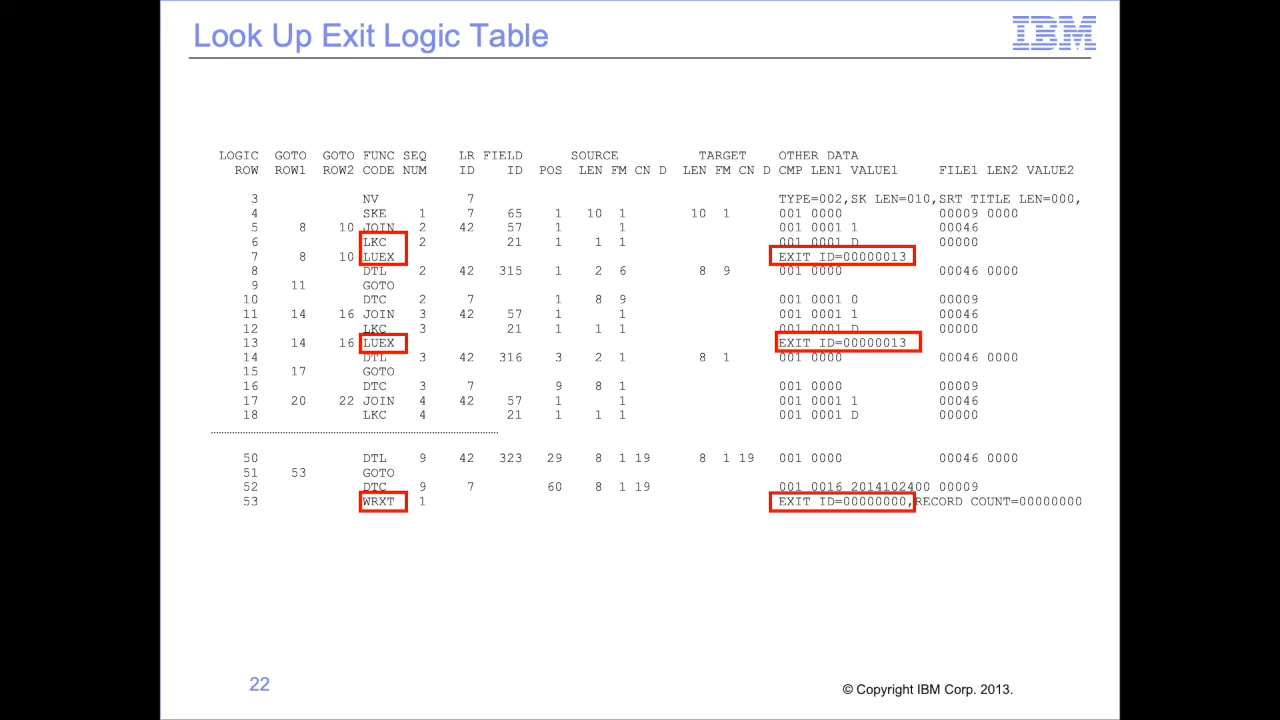 Look Up Exit Logic Table
IBM
LOGIC GOTO GOTO FUNC SEQ LR FIELD SOURCE TARGET OTHER DATA
ROW ROW1 ROW2 CODE NUM ID ID POS LEN FM CN D LEN FM CN D CMP LEN1 VALUE1 FILE1 LEN2 VALUE2
3 NV 7 TYPE=002,SK LEN=010,SRT TITLE LEN=000,
4 SKE 1 7 65 1 10 1 10 1 001 0000 00009 0000
5 8 10 JOIN 2 42 57 1 1 001 0001 1 00046
6 LKC 2 21 1 1 1 001 0001 D 00000
7 8 10 LUEX EXIT ID=00000013
8 DTL 2 42 315 1 2 6 8 9 001 0000 00046 0000
9 11 GOTO
10 DTC 2 7 1 8 9 001 0001 0 00009
11 14 16 JOIN 3 42 57 1 1 001 0001 1 00046
12 LKC 3 21 1 1 1 001 0001 D 00000
13 14 16 LUEX EXIT ID=00000013
14 DTL 3 42 316 3 2 1 8 1 001 0000 00046 0000
15 17 GOTO
16 DTC 3 7 9 8 1 001 0000 00009
17 20 22 JOIN 4 42 57 1 1 001 0001 1 00046
18 LKC 4 21 1 1 1 001 0001 D 00000
50 DTL 9 42 323 29 8 1 19 8 1 19 001 0000 00046 0000
51 53 GOTO
52 DTC 9 7 60 8 1 19 001 0016 2014102400 00009
53 WRXT 1 EXIT ID=00000000,RECORD COUNT=00000000
22
© Copyright IBM Corp. 2013.